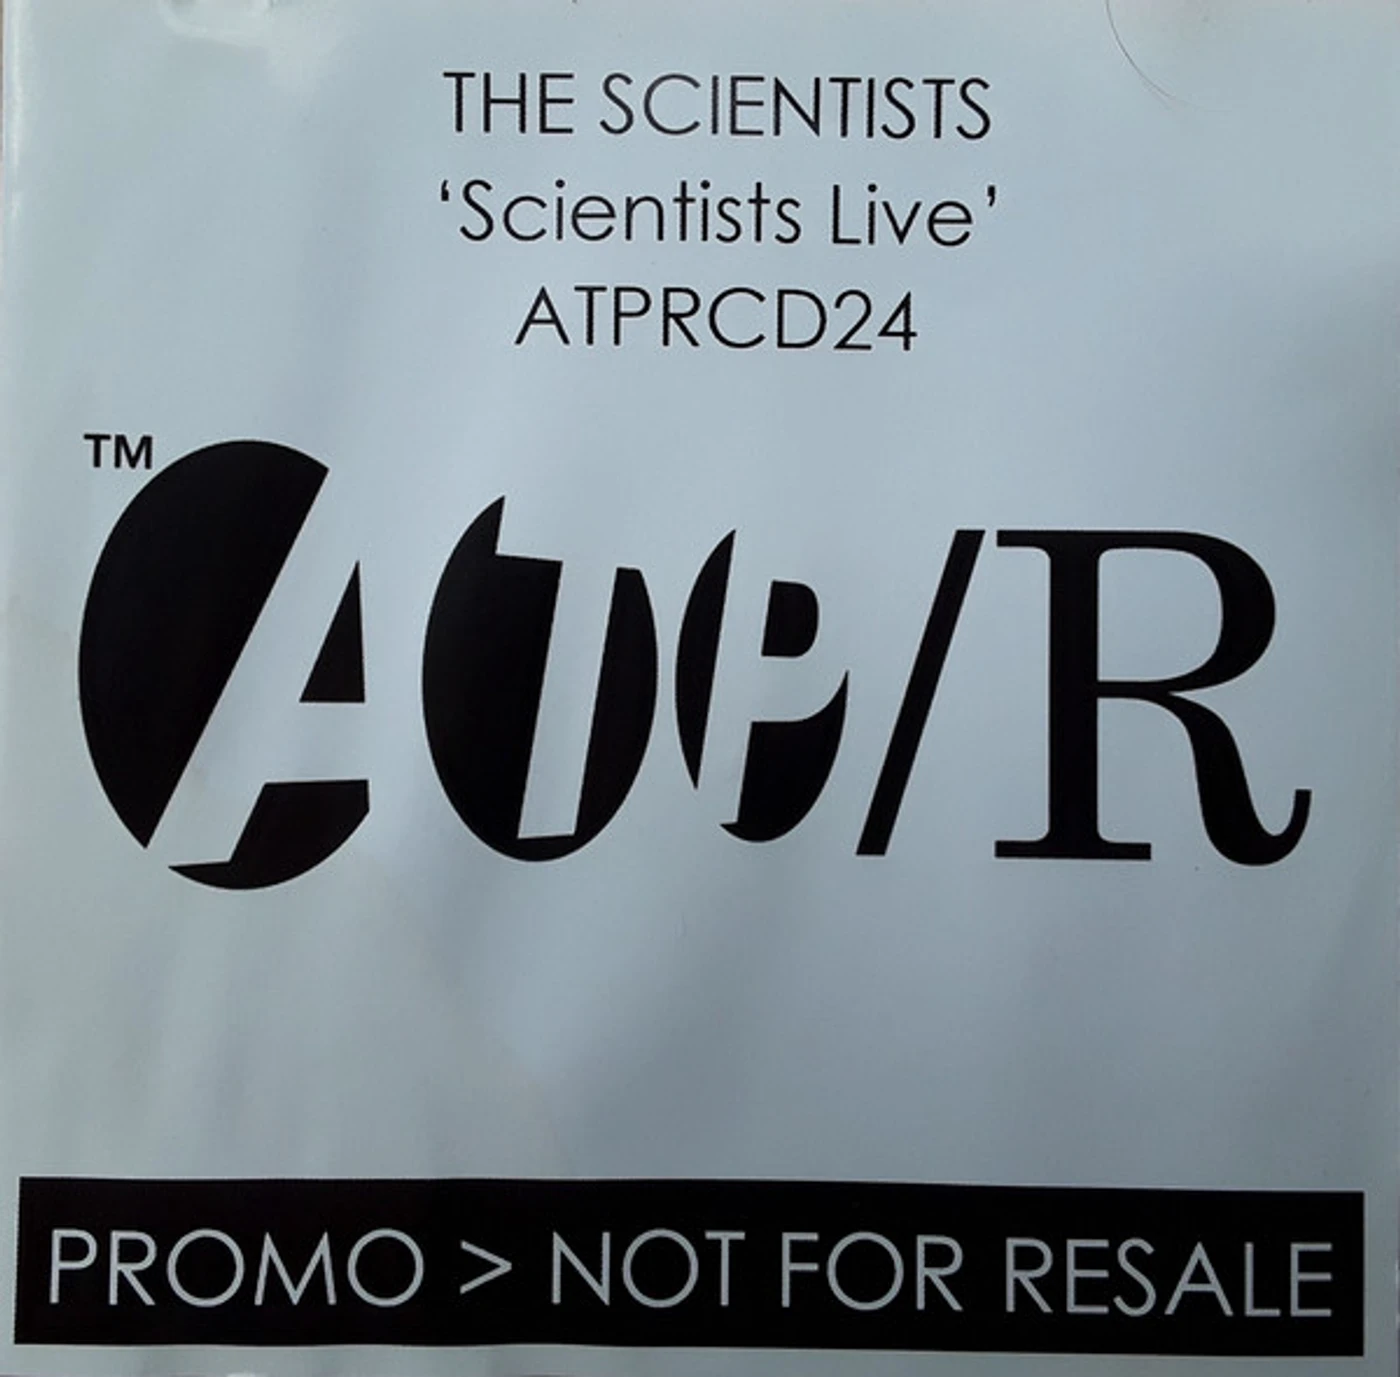 THE SCIENTISTS
‘Scientists Live’
ATPRCD24
TM
ATP/R
PROMO > NOT FOR RESALE